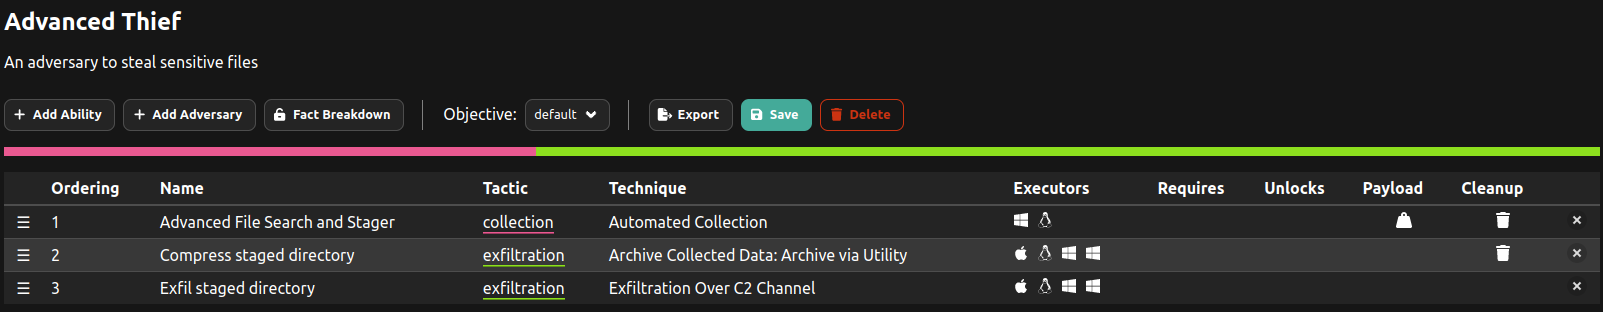 Advanced Thief
An adversary to steal sensitive files
+ Add Ability + Add Adversary Fact Breakdown Objective: default Export Save Delete
Ordering Name Tactic Technique Executors Requires Unlocks Payload Cleanup
1 Advanced File Search and Stager collection Automated Collection
2 Compress staged directory exfiltration Archive Collected Data: Archive via Utility
3 Exfil staged directory exfiltration Exfiltration Over C2 Channel